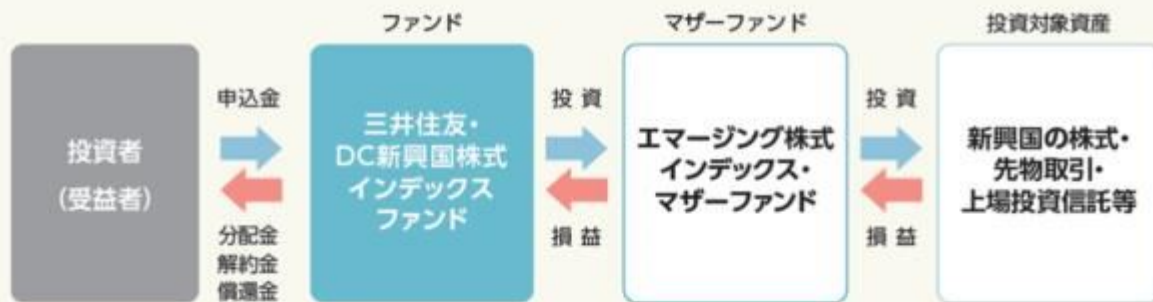 ファンド
マザーファンド
投資対象資産
投資者
(受益者)
申込金
分配金
解約金
償還金
三井住友・
DC新興国株式
インデックス
ファンド
投資
損益
エマージング株式
インデックス・
マザーファンド
投資
損益
新興国の株式・
先物取引・
上場投資信託等